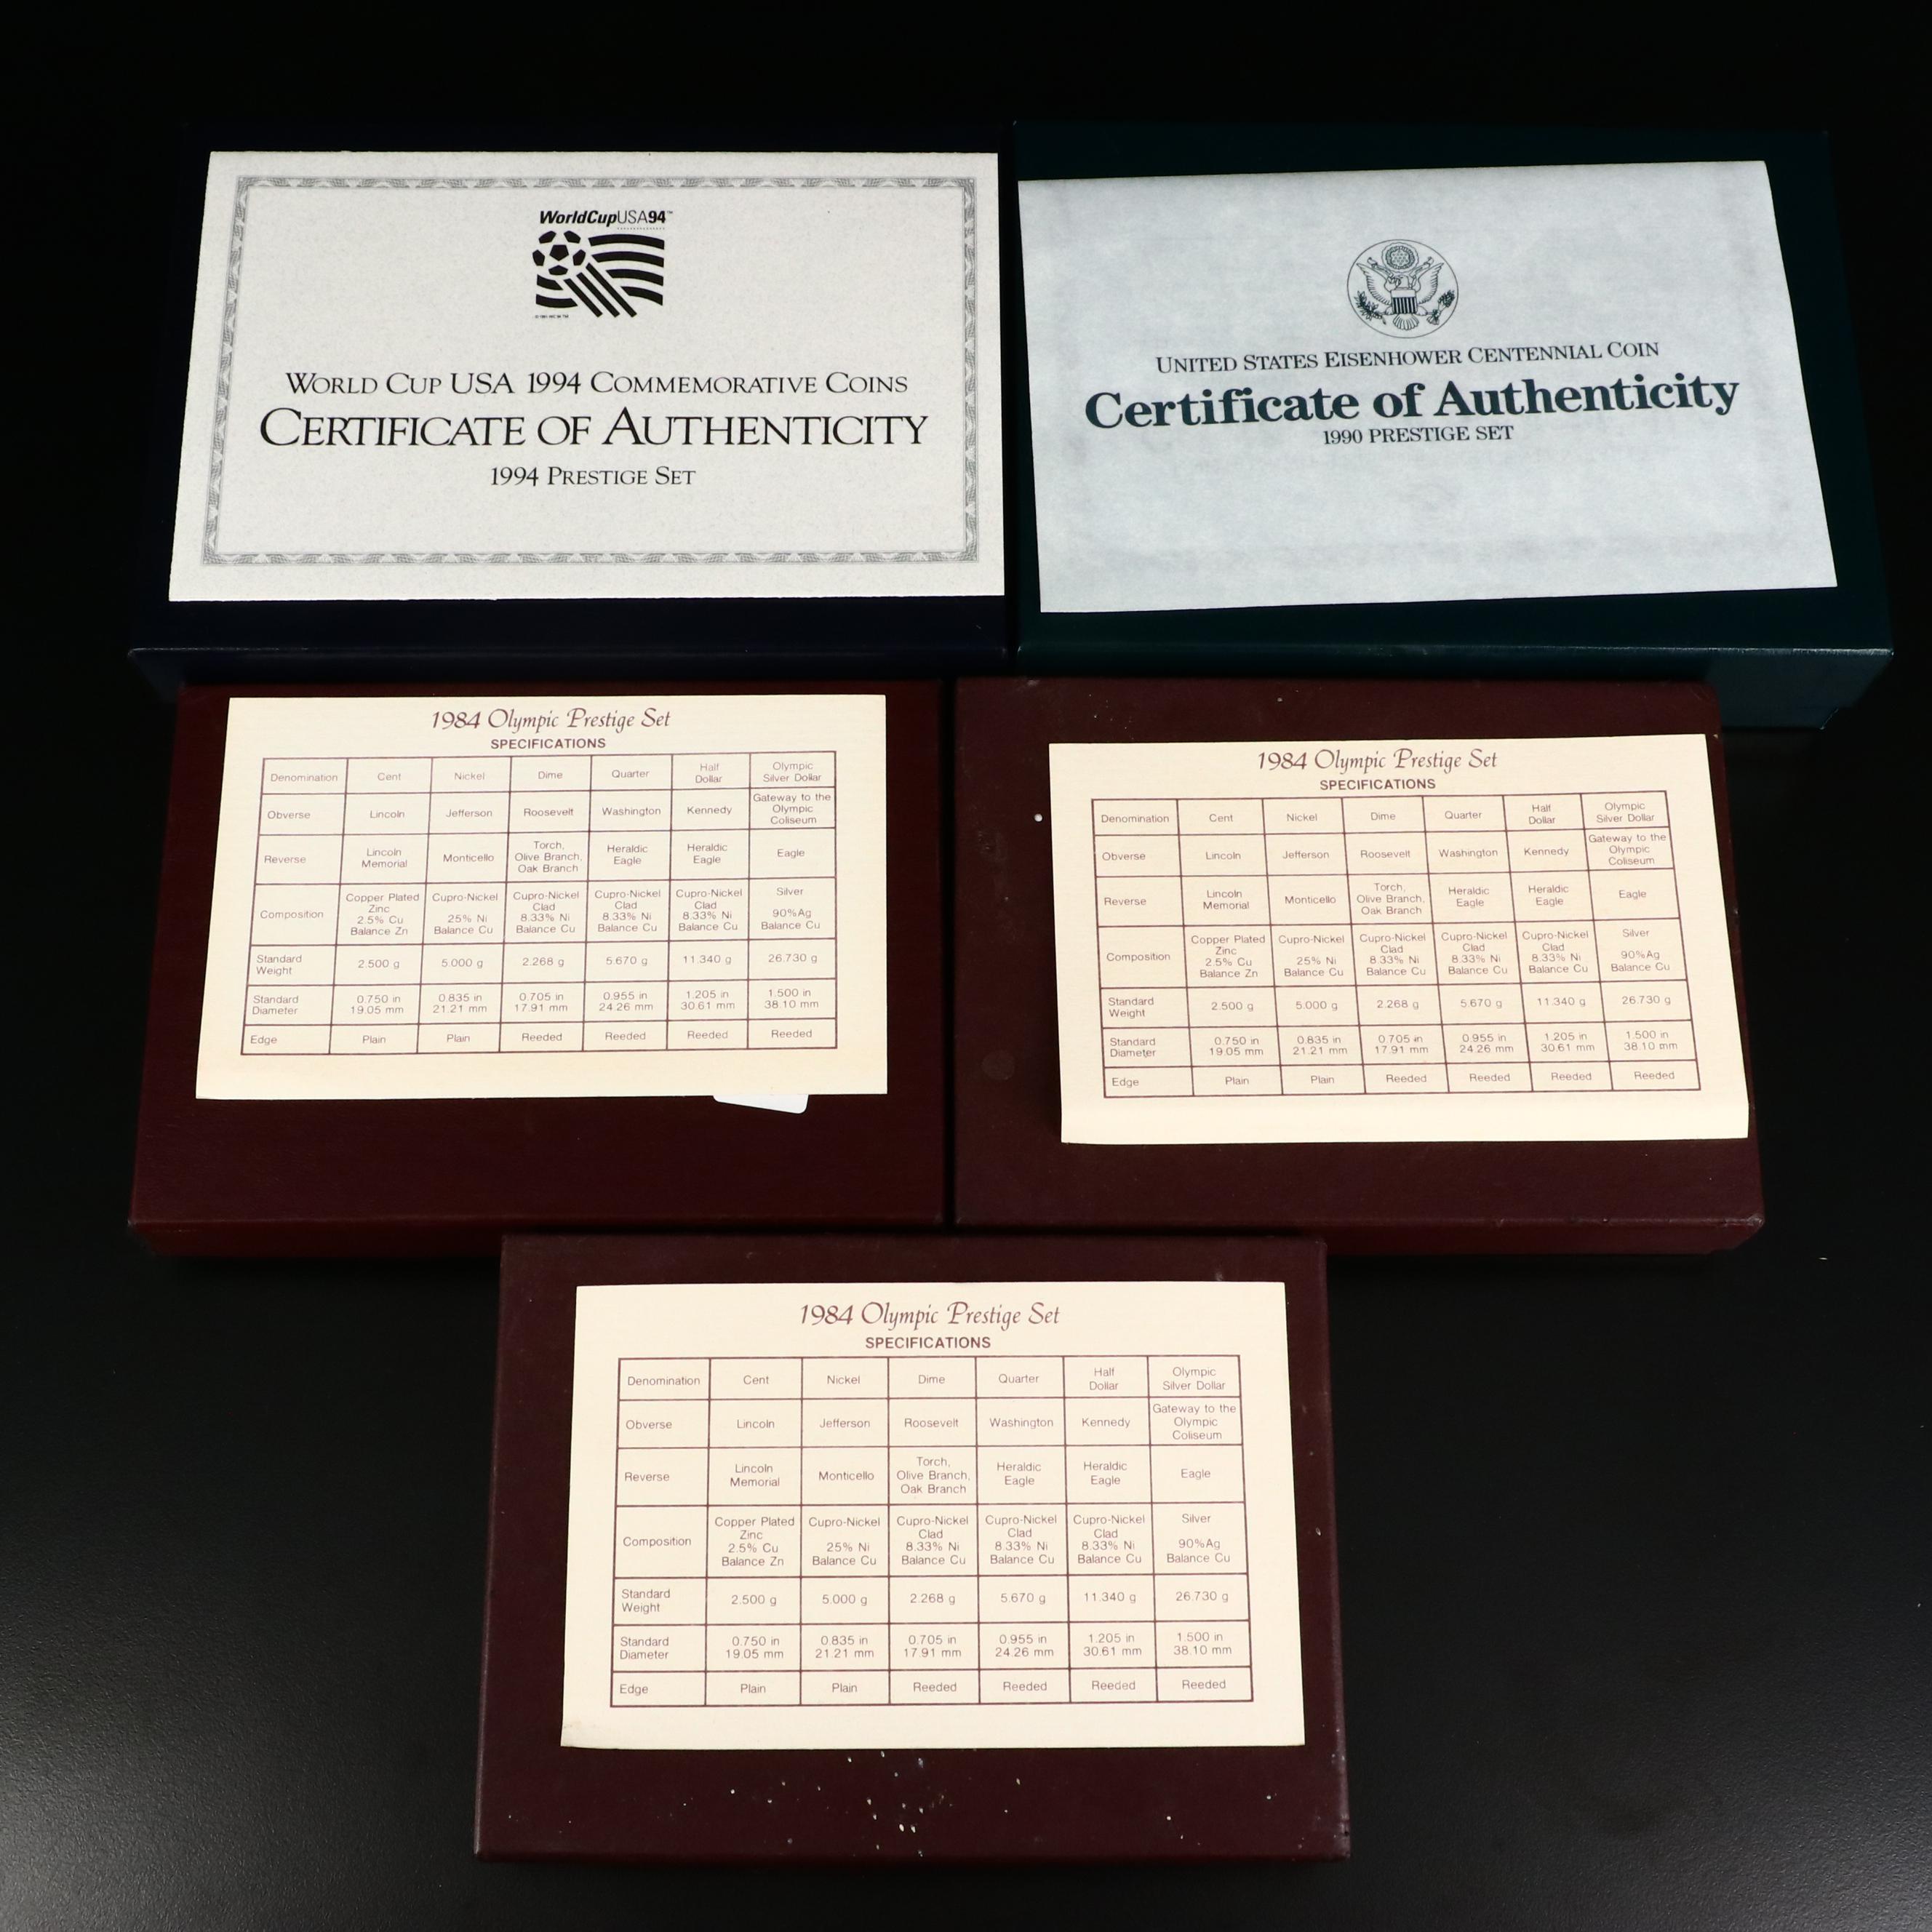 WorldCupUSA94™
WORLD CUP USA 1994 COMMEMORATIVE COINS
CERTIFICATE OF AUTHENTICITY
1994 PRESTIGE SET
UNITED STATES EISENHOWER CENTENNIAL COIN
Certificate of Authenticity
1990 PRESTIGE SET
1984 Olympic Prestige Set
SPECIFICATIONS
Denomination Cent Nickel Dime Quarter Half Dollar Olympic Silver Dollar
Obverse Lincoln Jefferson Roosevelt Washington Kennedy Gateway to the Olympic Coliseum
Reverse Lincoln Memorial Monticello Torch, Olive Branch, Oak Branch Heraldic Eagle Heraldic Eagle Eagle
Composition Copper Plated Zinc 2.5% Cu Balance Zn Cupro-Nickel 25% Ni Balance Cu Cupro-Nickel Clad 8.33% Ni Balance Cu Cupro-Nickel Clad 8.33% Ni Balance Cu Cupro-Nickel Clad 8.33% Ni Balance Cu Silver 90%Ag Balance Cu
Standard Weight 2.500 g 5.000 g 2.268 g 5.670 g 11.340 g 26.730 g
Standard Diameter 0.750 in 19.05 mm 0.835 in 21.21 mm 0.705 in 17.91 mm 0.955 in 24.26 mm 1.205 in 30.61 mm 1.500 in 38.10 mm
Edge Plain Plain Reeded Reeded Reeded Reeded
1984 Olympic Prestige Set
SPECIFICATIONS
Denomination Cent Nickel Dime Quarter Half Dollar Olympic Silver Dollar
Obverse Lincoln Jefferson Roosevelt Washington Kennedy Gateway to the Olympic Coliseum
Reverse Lincoln Memorial Monticello Torch, Olive Branch, Oak Branch Heraldic Eagle Heraldic Eagle Eagle
Composition Copper Plated Zinc 2.5% Cu Balance Zn Cupro-Nickel 25% Ni Balance Cu Cupro-Nickel Clad 8.33% Ni Balance Cu Cupro-Nickel Clad 8.33% Ni Balance Cu Cupro-Nickel Clad 8.33% Ni Balance Cu Silver 90%Ag Balance Cu
Standard Weight 2.500 g 5.000 g 2.268 g 5.670 g 11.340 g 26.730 g
Standard Diameter 0.750 in 19.05 mm 0.835 in 21.21 mm 0.705 in 17.91 mm 0.955 in 24.26 mm 1.205 in 30.61 mm 1.500 in 38.10 mm
Edge Plain Plain Reeded Reeded Reeded Reeded
1984 Olympic Prestige Set
SPECIFICATIONS
Denomination Cent Nickel Dime Quarter Half Dollar Olympic Silver Dollar
Obverse Lincoln Jefferson Roosevelt Washington Kennedy Gateway to the Olympic Coliseum
Reverse Lincoln Memorial Monticello Torch, Olive Branch, Oak Branch Heraldic Eagle Heraldic Eagle Eagle
Composition Copper Plated Zinc 2.5% Cu Balance Zn Cupro-Nickel 25% Ni Balance Cu Cupro-Nickel Clad 8.33% Ni Balance Cu Cupro-Nickel Clad 8.33% Ni Balance Cu Cupro-Nickel Clad 8.33% Ni Balance Cu Silver 90%Ag Balance Cu
Standard Weight 2.500 g 5.000 g 2.268 g 5.670 g 11.340 g 26.730 g
Standard Diameter 0.750 in 19.05 mm 0.835 in 21.21 mm 0.705 in 17.91 mm 0.955 in 24.26 mm 1.205 in 30.61 mm 1.500 in 38.10 mm
Edge Plain Plain Reeded Reeded Reeded Reeded